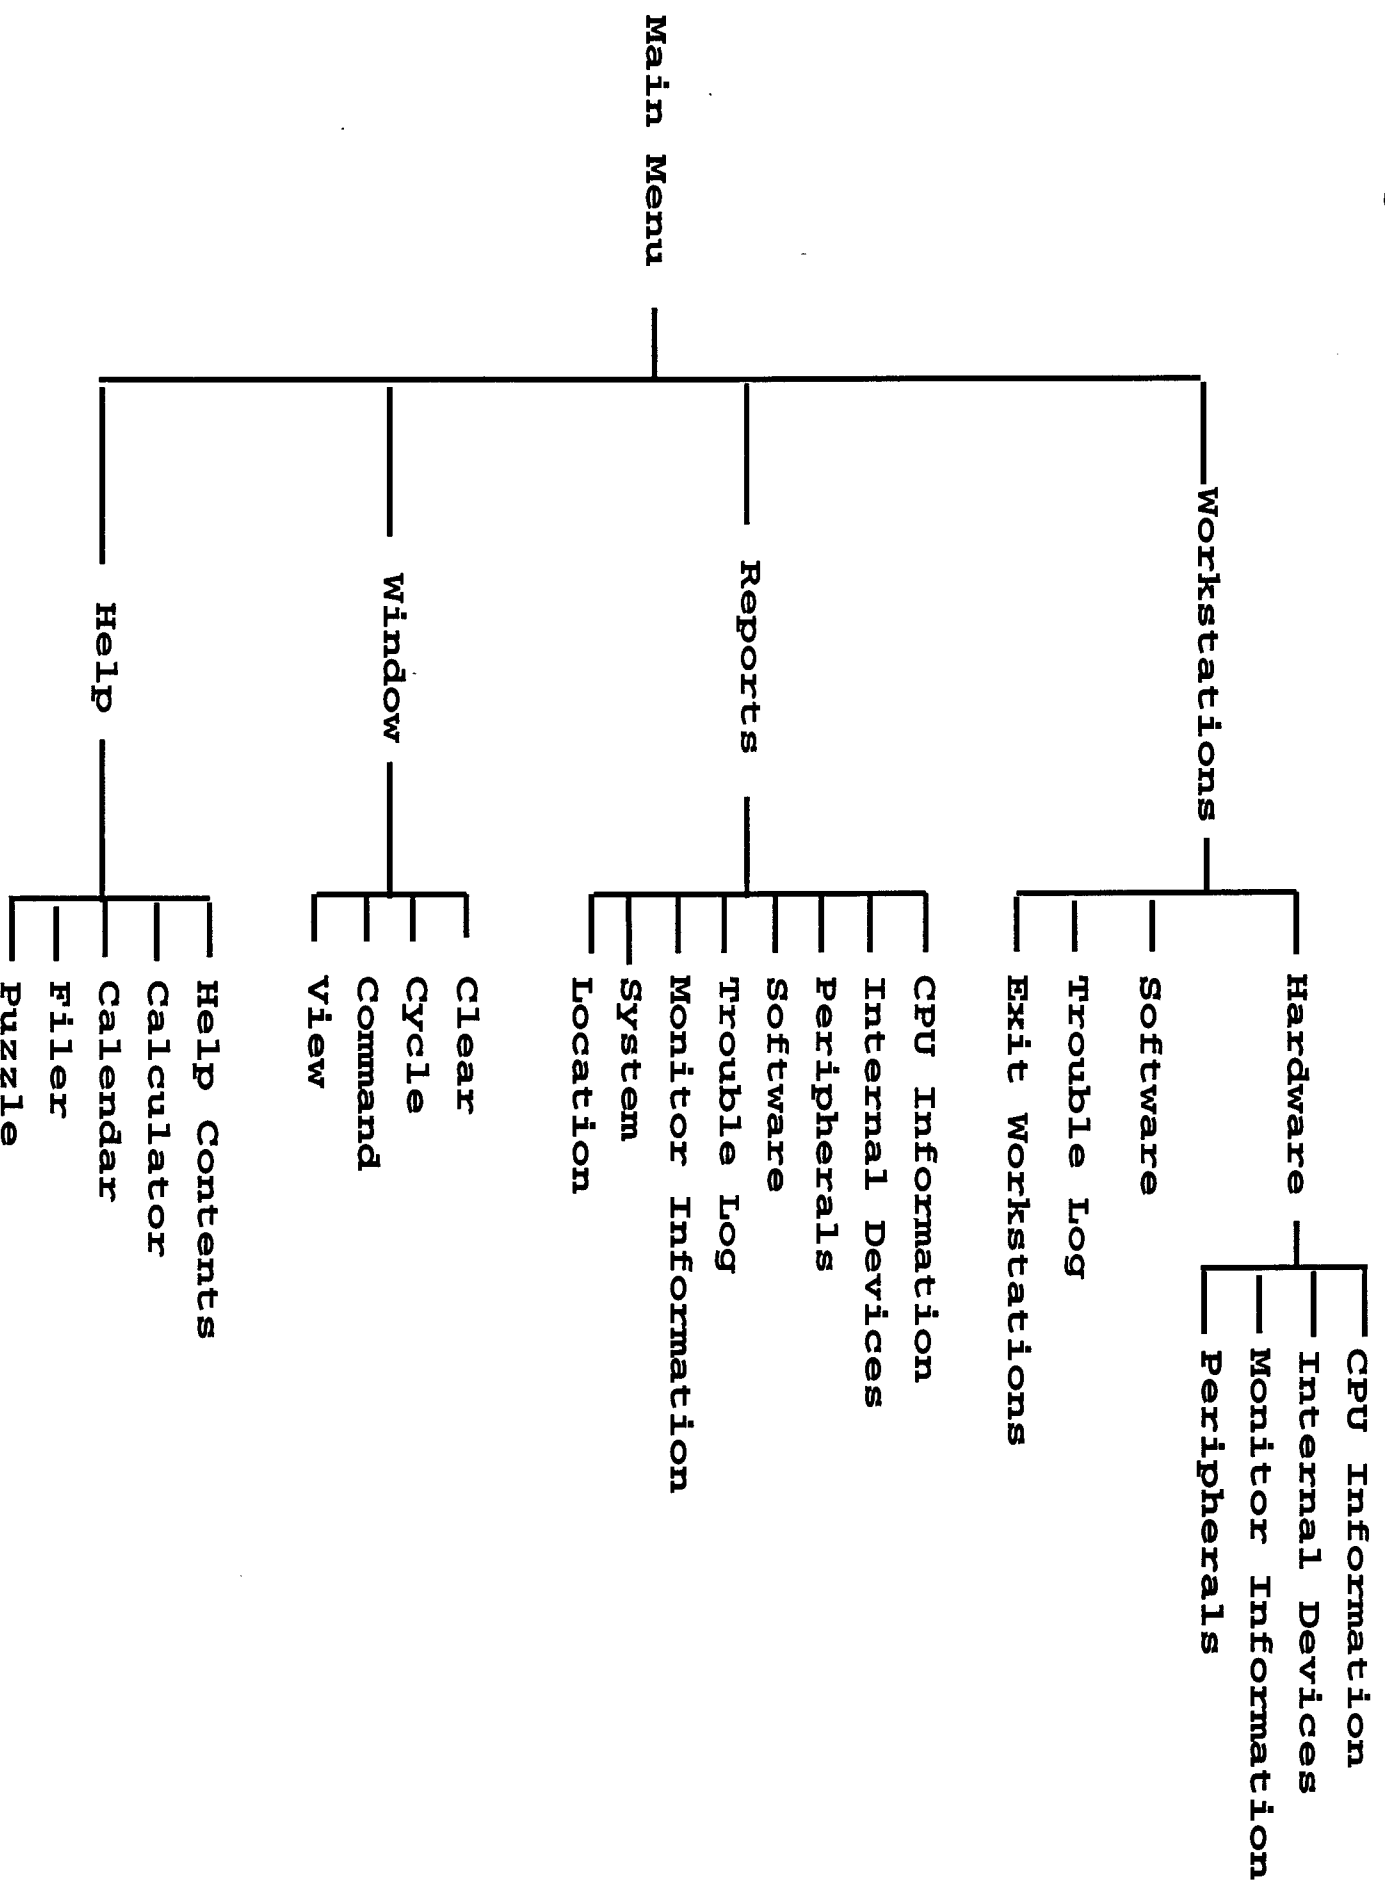 Main Menu
Workstations
Hardware
CPU Information
Internal Devices
Monitor Information
Peripherals
Software
Trouble Log
Exit Workstations
Reports
CPU Information
Internal Devices
Peripherals
Software
Trouble Log
Monitor Information
System
Location
Window
Clear
Cycle
Command
View
Help
Help Contents
Calculator
Calendar
Filer
Puzzle